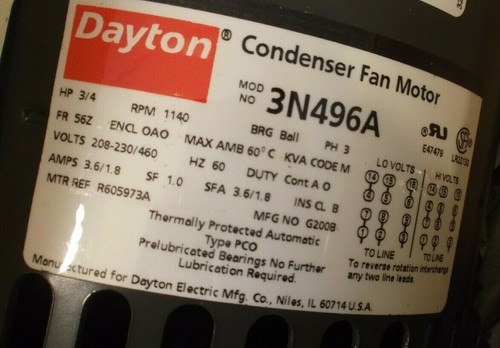 Dayton® Condenser Fan Motor
MOD NO 3N496A
HP 3/4 RPM 1140 BRG Ball PH 3
FR 56Z ENCL OAO MAX AMB 60°C KVA CODE M
VOLTS 208-230/460 HZ 60 DUTY Cont A O
AMPS 3.6/1.8 SF 1.0 SFA 3.6/1.8 INS CL B
MTR REF R605973A MFG NO G200B
Thermally Protected Automatic
Type PCO
Prelubricated Bearings No Further
Lubrication Required.
Manufactured for Dayton Electric Mfg. Co., Niles, IL 60714 U.S.A.
E47479
LO VOLTS HI VOLTS
TO LINE TO LINE
To reverse rotation interchange
any two line leads.